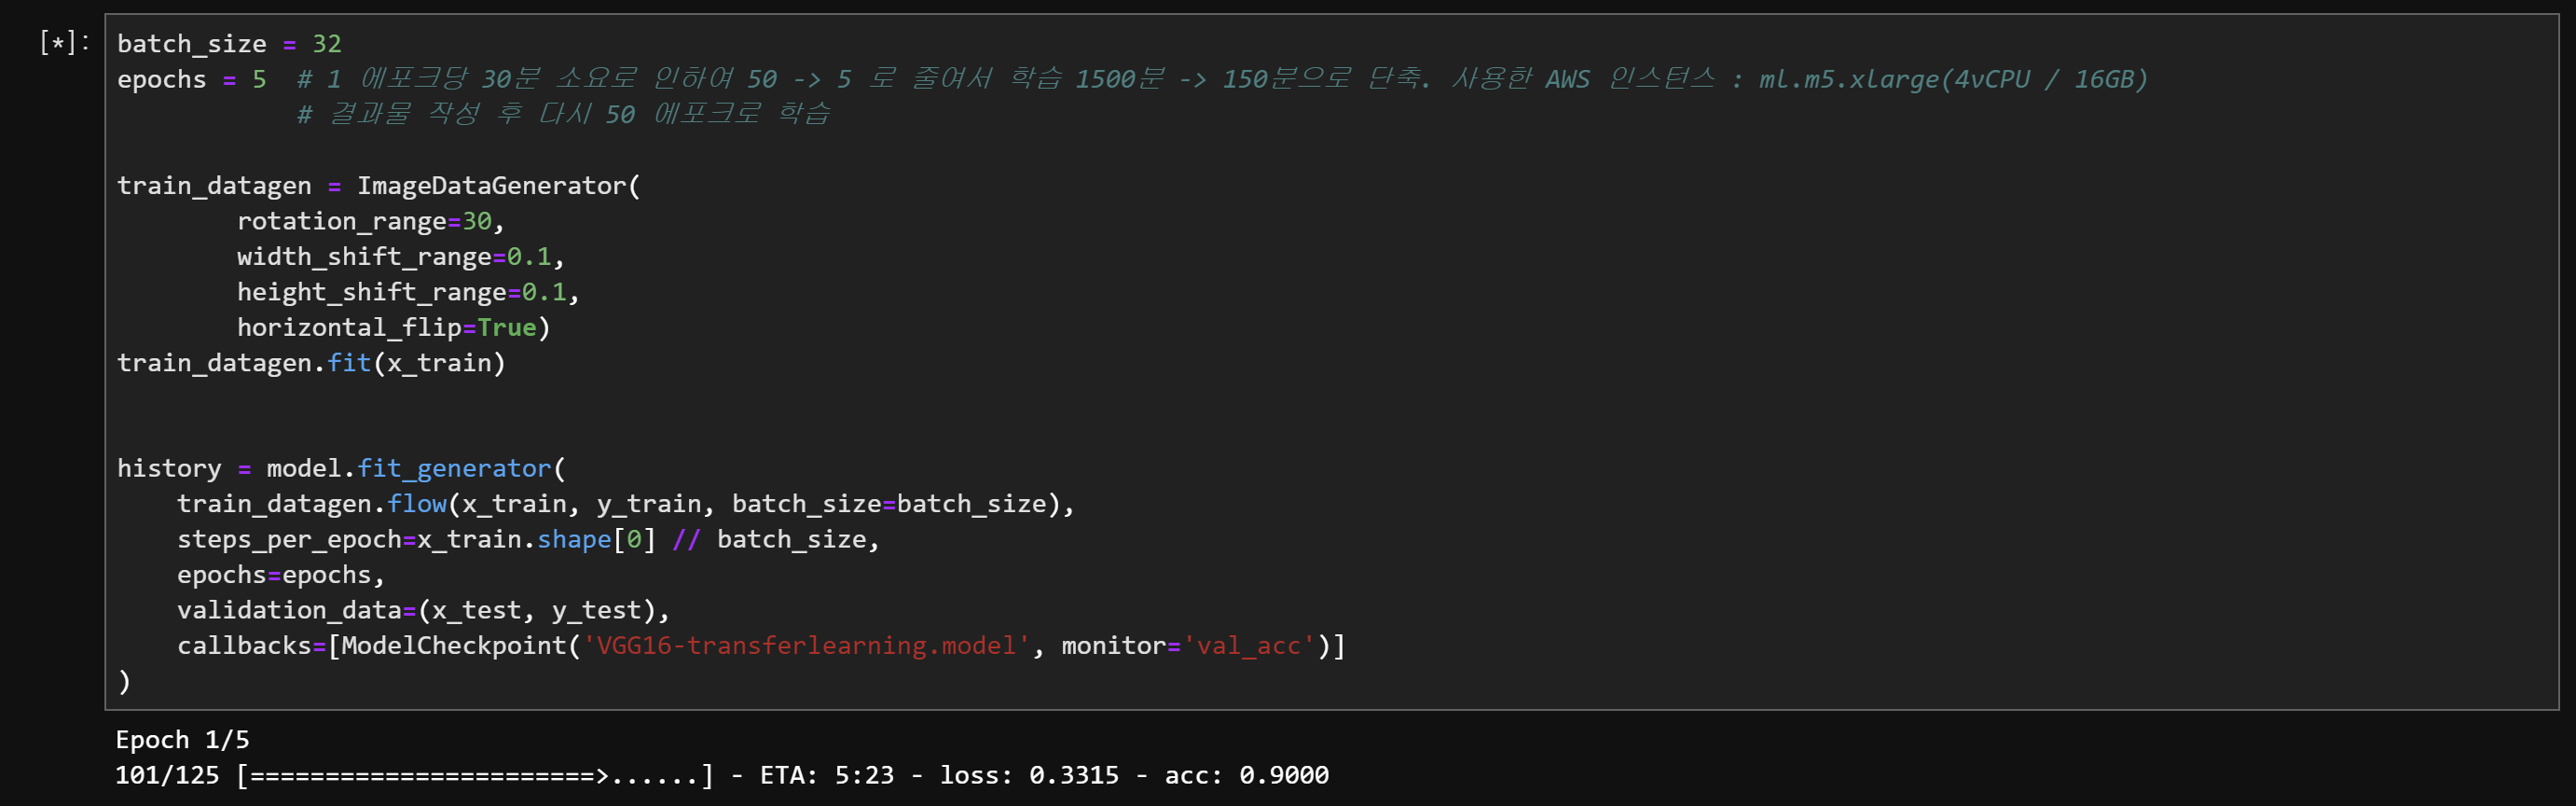 [*]:
batch_size = 32
epochs = 5  # 1 에포크당 30분 소요로 인하여 50 -> 5 로 줄여서 학습 1500분 -> 150분으로 단축. 사용한 AWS 인스턴스 : ml.m5.xlarge(4vCPU / 16GB)
            # 결과물 작성 후 다시 50 에포크로 학습
train_datagen = ImageDataGenerator(
        rotation_range=30,
        width_shift_range=0.1,
        height_shift_range=0.1,
        horizontal_flip=True)
train_datagen.fit(x_train)
history = model.fit_generator(
    train_datagen.flow(x_train, y_train, batch_size=batch_size),
    steps_per_epoch=x_train.shape[0] // batch_size,
    epochs=epochs,
    validation_data=(x_test, y_test),
    callbacks=[ModelCheckpoint('VGG16-transferlearning.model', monitor='val_acc')]
)
Epoch 1/5
101/125 [=======================>......] - ETA: 5:23 - loss: 0.3315 - acc: 0.9000